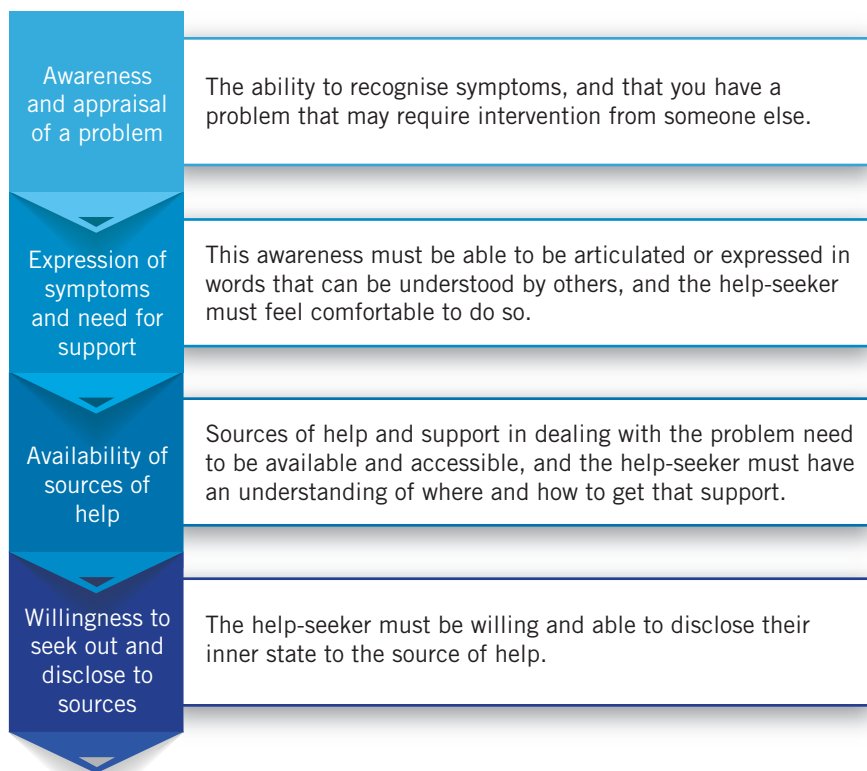 Awareness
and appraisal
of a problem
The ability to recognise symptoms, and that you have a
problem that may require intervention from someone else.
Expression of
symptoms
and need for
support
This awareness must be able to be articulated or expressed in
words that can be understood by others, and the help-seeker
must feel comfortable to do so.
Availability of
sources of
help
Sources of help and support in dealing with the problem need
to be available and accessible, and the help-seeker must have
an understanding of where and how to get that support.
Willingness to
seek out and
disclose to
sources
The help-seeker must be willing and able to disclose their
inner state to the source of help.